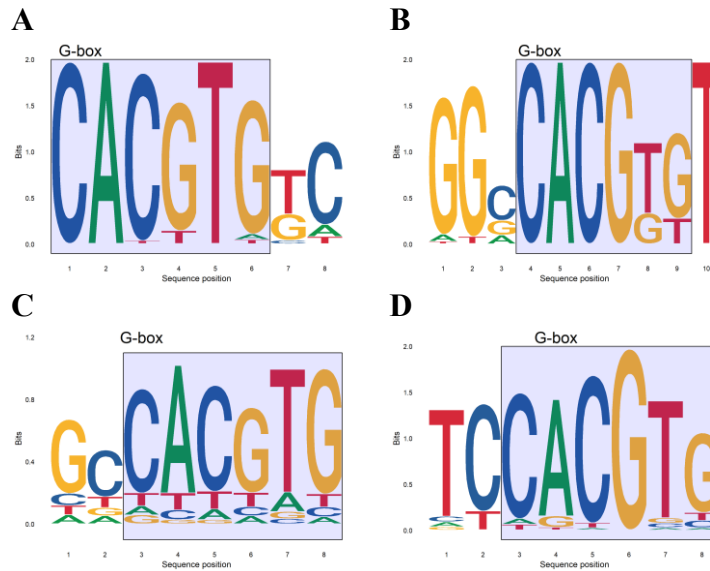 A
B
G-box
G-box
2.0
1.5
1.0
0.5
0.0
Bits
CACGTGTC
1 2 3 4 5 6 7 8
Sequence position
2.0
1.5
1.0
0.5
0.0
Bits
GGCCACGTGT
1 2 3 4 5 6 7 8 9 10
Sequence position
C
D
G-box
G-box
1.2
0.8
0.4
0.0
Bits
GCCACGTG
1 2 3 4 5 6 7 8
Sequence position
2.0
1.5
1.0
0.5
0.0
Bits
TCCACGTG
1 2 3 4 5 6 7 8
Sequence position